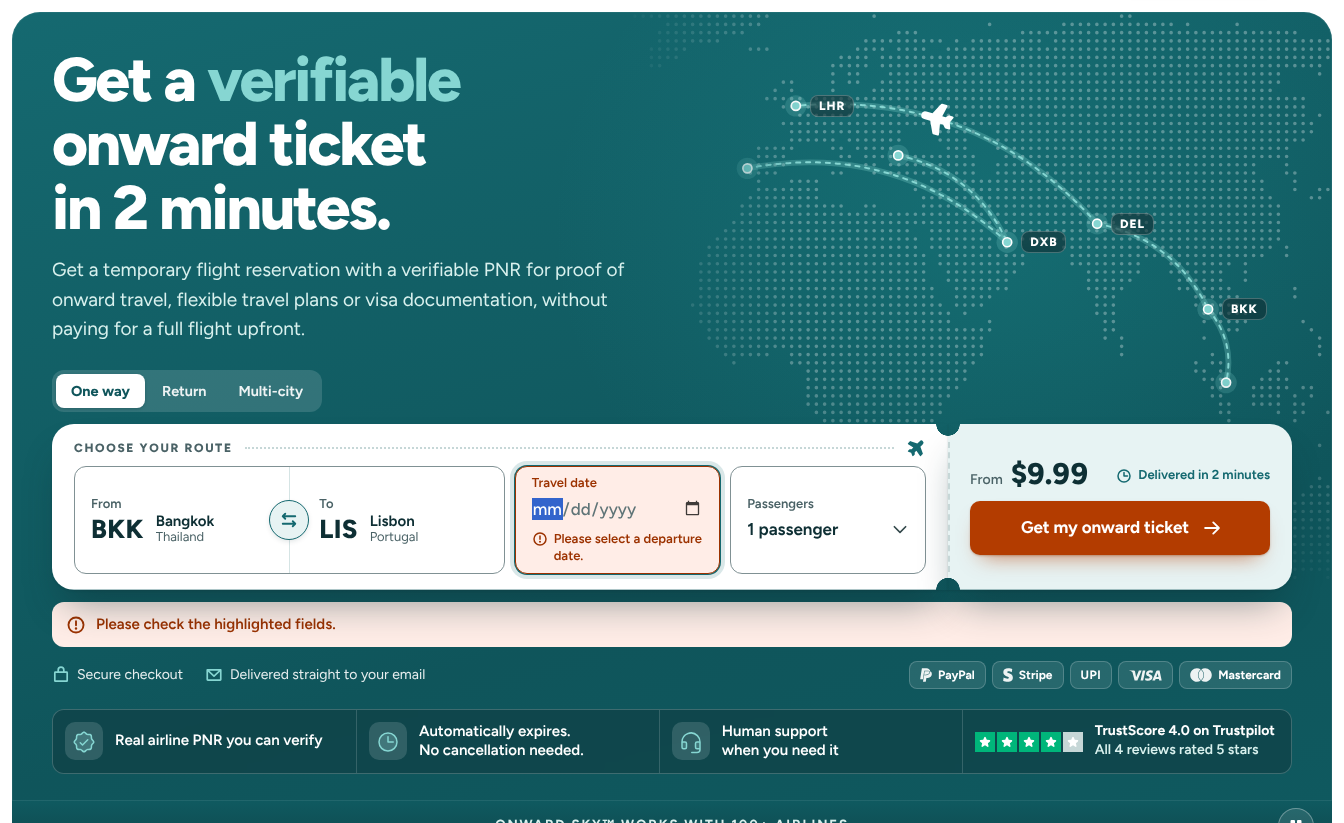 Get a verifiable
onward ticket
in 2 minutes.
Get a temporary flight reservation with a verifiable PNR for proof of
onward travel, flexible travel plans or visa documentation, without
paying for a full flight upfront.
LHR
DXB
DEL
BKK
One way Return Multi-city
CHOOSE YOUR ROUTE
From
BKK Bangkok
Thailand
To
LIS Lisbon
Portugal
Travel date
mm/dd/yyyy
Please select a departure
date.
Passengers
1 passenger
From $9.99
Delivered in 2 minutes
Get my onward ticket
Please check the highlighted fields.
Secure checkout
Delivered straight to your email
PayPal
Stripe
UPI
VISA
Mastercard
Real airline PNR you can verify
Automatically expires.
No cancellation needed.
Human support
when you need it
TrustScore 4.0 on Trustpilot
All 4 reviews rated 5 stars
ONWARD SKY™ WORKS WITH 100+ AIRLINES